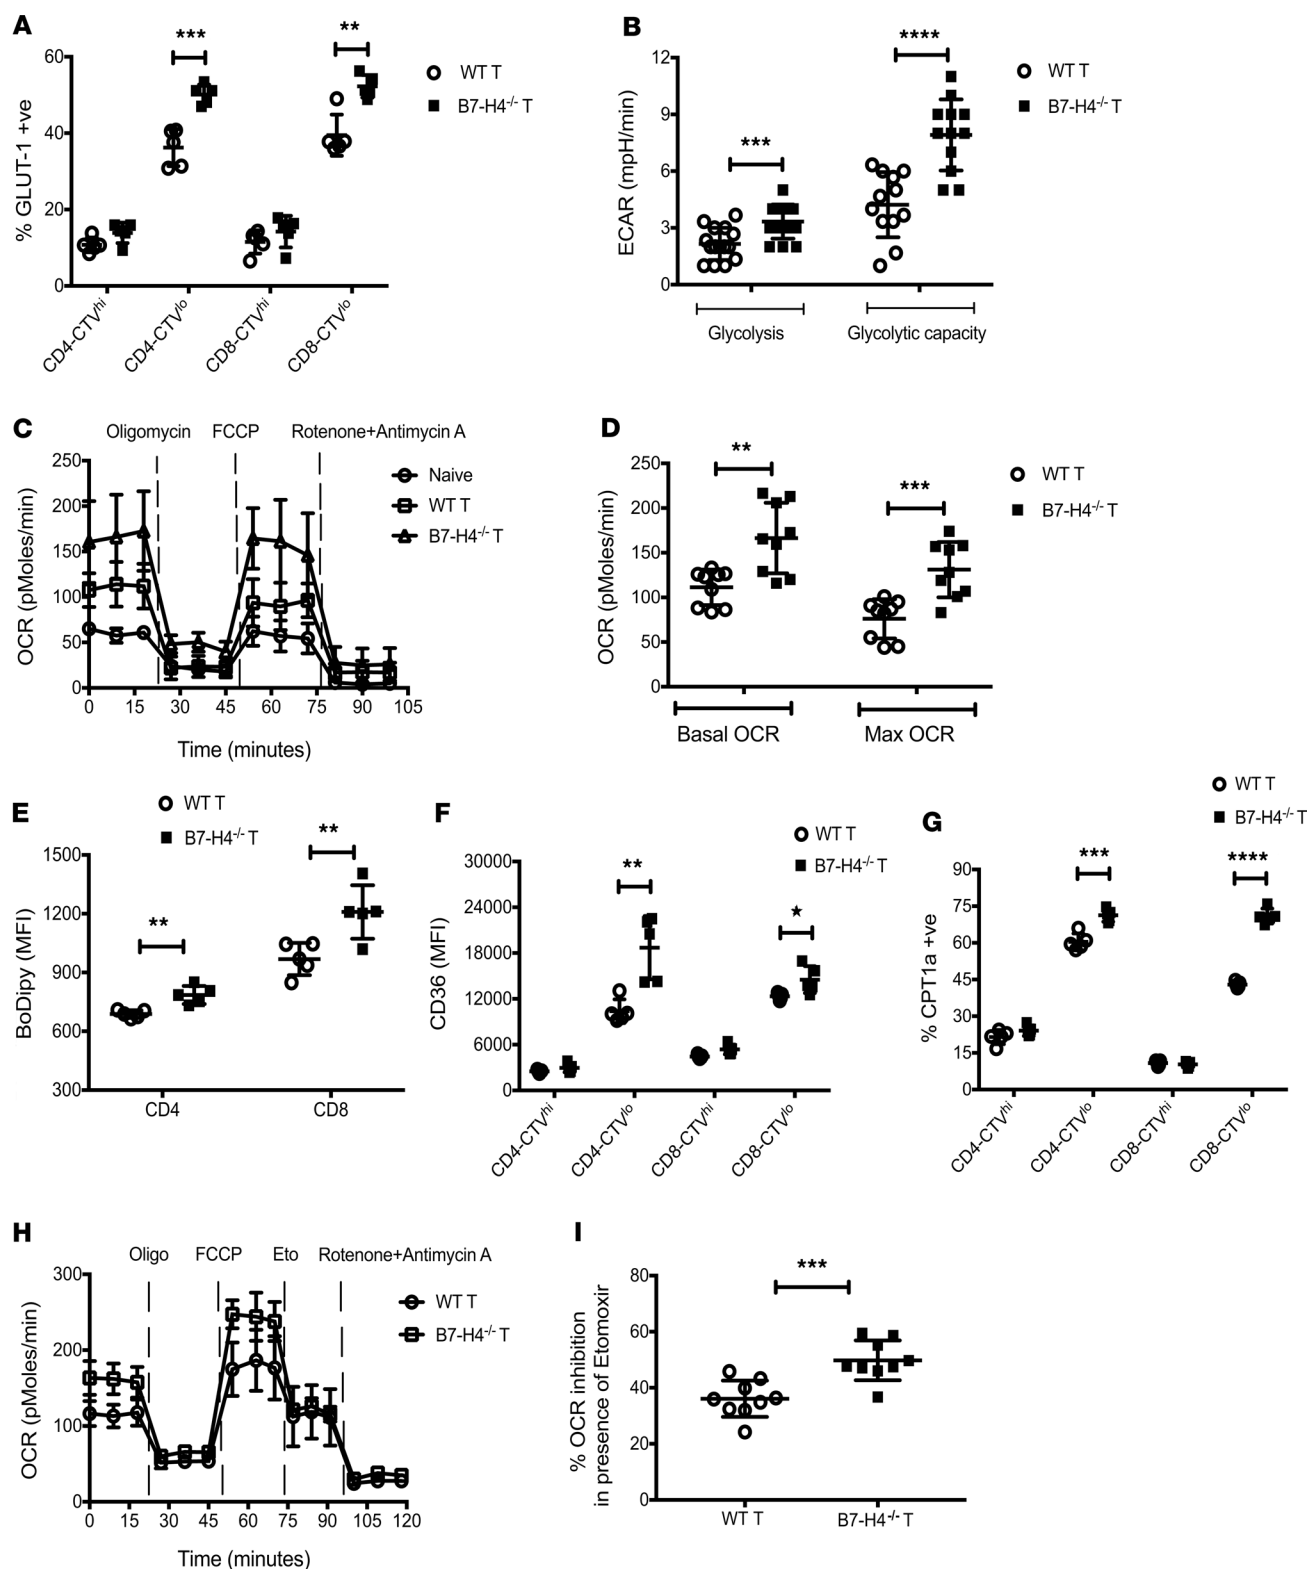 A
***
**
60
40
20
0
% GLUT-1 +ve
WT T
B7-H4-/- T
CD4-CTVhi
CD4-CTVlo
CD8-CTVhi
CD8-CTVlo
B
****
***
12
9
6
3
0
ECAR (mpH/min)
WT T
B7-H4-/- T
Glycolysis
Glycolytic capacity
C
Oligomycin
FCCP
Rotenone+Antimycin A
250
200
150
100
50
0
OCR (pMoles/min)
Naive
WT T
B7-H4-/- T
0 15 30 45 60 75 90 105
Time (minutes)
D
**
***
250
200
150
100
50
0
OCR (pMoles/min)
WT T
B7-H4-/- T
Basal OCR
Max OCR
E
WT T
B7-H4-/- T
**
**
1500
1200
900
600
300
BoDipy (MFI)
CD4
CD8
F
WT T
B7-H4-/- T
**
★
30000
24000
18000
12000
6000
0
CD36 (MFI)
CD4-CTVhi
CD4-CTVlo
CD8-CTVhi
CD8-CTVlo
G
WT T
B7-H4-/- T
***
****
90
75
60
45
30
15
0
% CPT1a +ve
CD4-CTVhi
CD4-CTVlo
CD8-CTVhi
CD8-CTVlo
H
Oligo
FCCP
Eto
Rotenone+Antimycin A
300
200
100
0
OCR (pMoles/min)
WT T
B7-H4-/- T
0 15 30 45 60 75 90 105 120
Time (minutes)
I
***
80
60
40
20
0
% OCR inhibition
in presence of Etomoxir
WT T
B7-H4-/- T